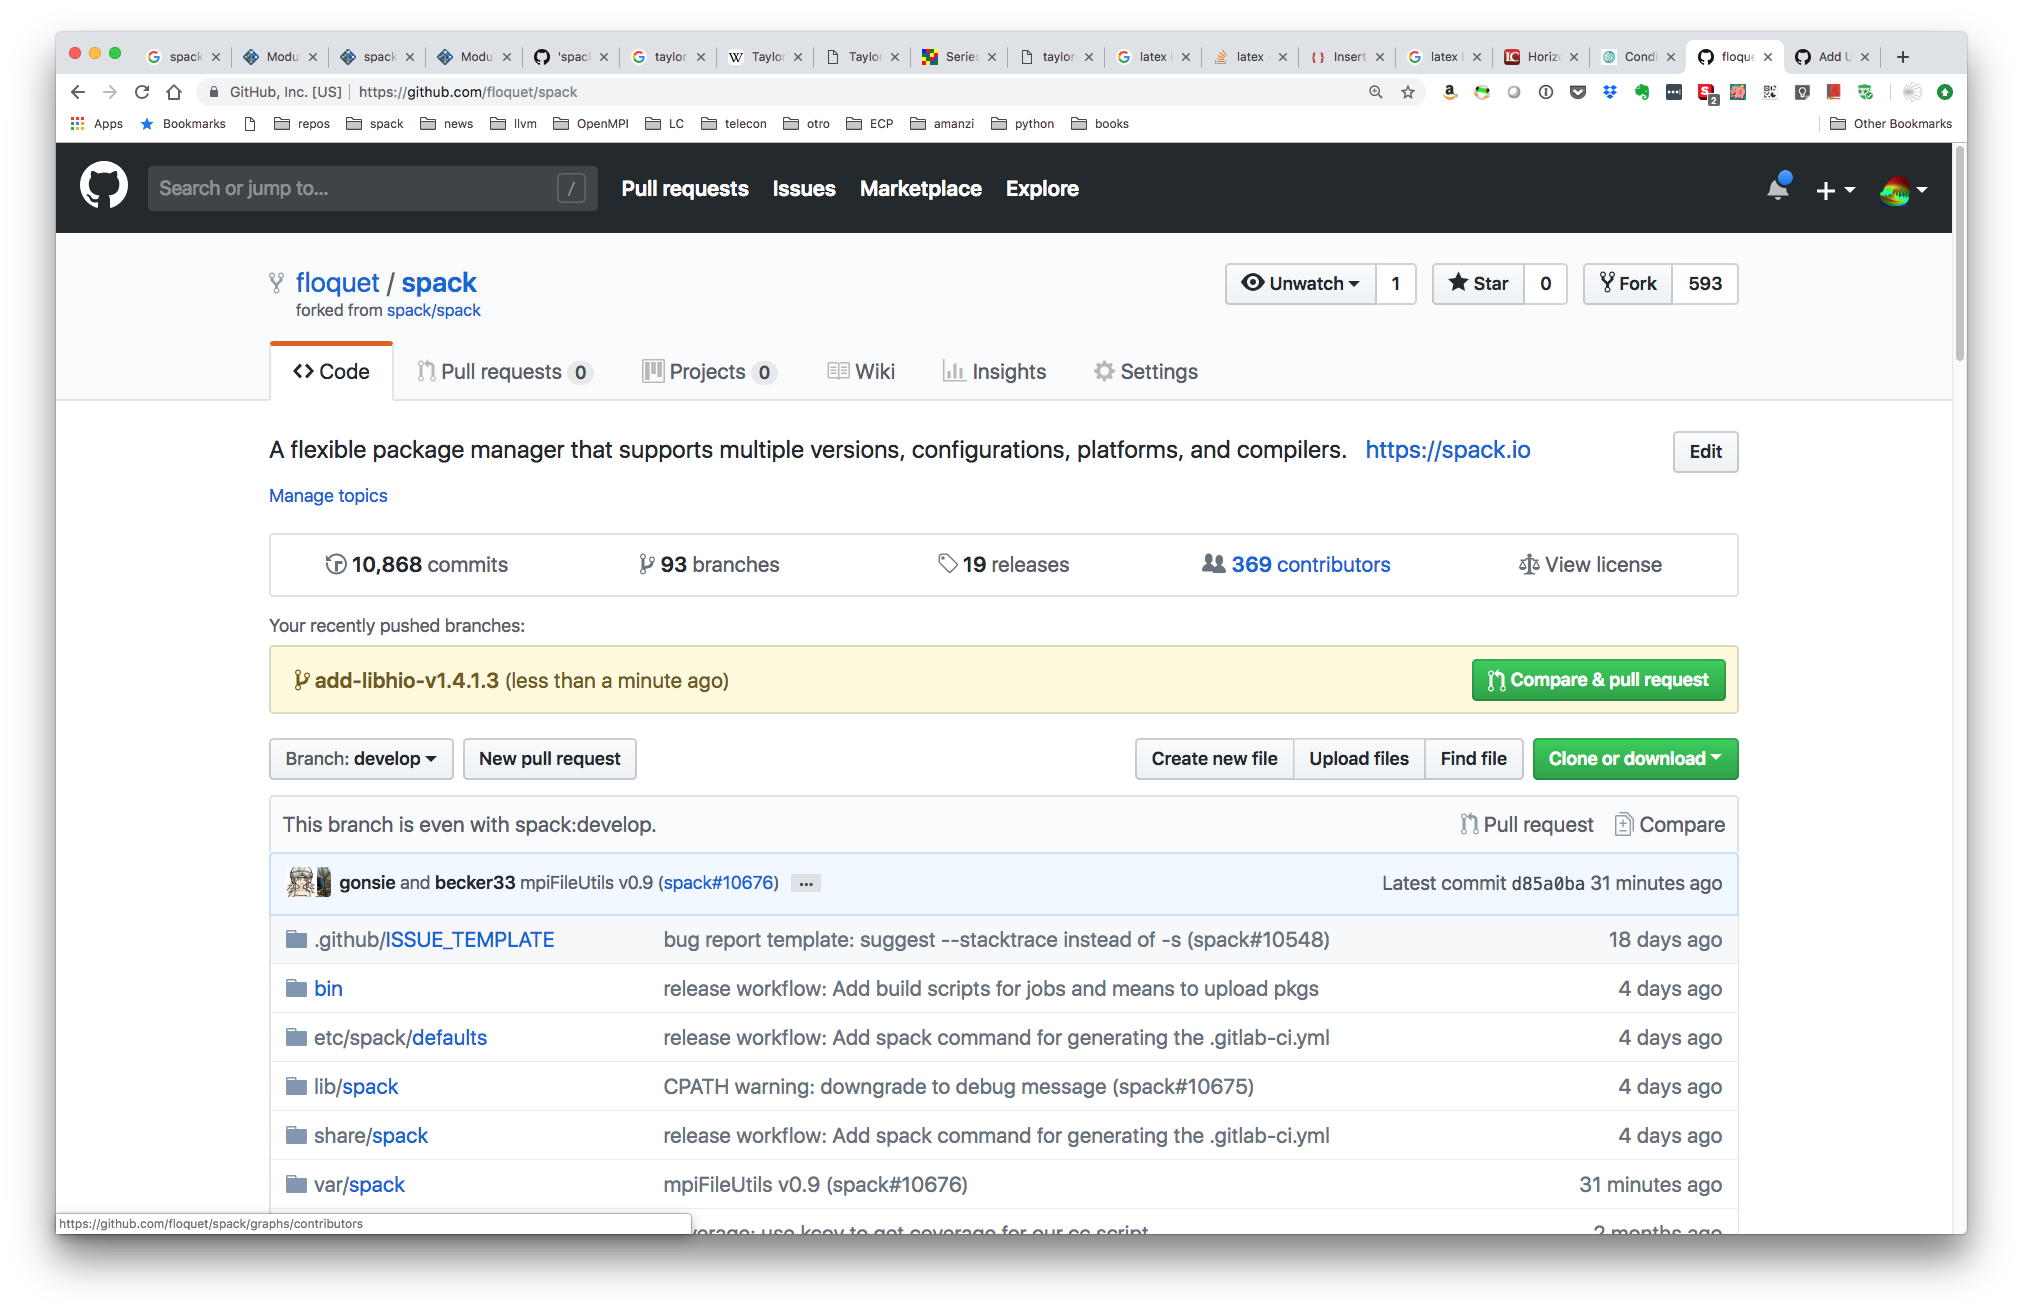 spack
Modu
spack
Modu
'spack
taylor
Taylor
Taylor
Series
taylor
latex
latex
Insert
latex
Horizo
Condi
floque
Add U
GitHub, Inc. [US] https://github.com/floquet/spack
Apps Bookmarks repos spack news llvm OpenMPI LC telecon otro ECP amanzi python books Other Bookmarks
Search or jump to... / Pull requests Issues Marketplace Explore
floquet / spack
Unwatch 1 Star 0 Fork 593
forked from spack/spack
Code Pull requests 0 Projects 0 Wiki Insights Settings
A flexible package manager that supports multiple versions, configurations, platforms, and compilers. https://spack.io Edit
Manage topics
10,868 commits 93 branches 19 releases 369 contributors View license
Your recently pushed branches:
add-libhio-v1.4.1.3 (less than a minute ago) Compare & pull request
Branch: develop New pull request Create new file Upload files Find file Clone or download
This branch is even with spack:develop. Pull request Compare
gonsie and becker33 mpiFileUtils v0.9 (spack#10676) ... Latest commit d85a0ba 31 minutes ago
.github/ISSUE_TEMPLATE bug report template: suggest --stacktrace instead of -s (spack#10548) 18 days ago
bin release workflow: Add build scripts for jobs and means to upload pkgs 4 days ago
etc/spack/defaults release workflow: Add spack command for generating the .gitlab-ci.yml 4 days ago
lib/spack CPATH warning: downgrade to debug message (spack#10675) 4 days ago
share/spack release workflow: Add spack command for generating the .gitlab-ci.yml 4 days ago
var/spack mpiFileUtils v0.9 (spack#10676) 31 minutes ago
https://github.com/floquet/spack/graphs/contributors
verage: use kcov to get coverage for our cc script 2 months ago